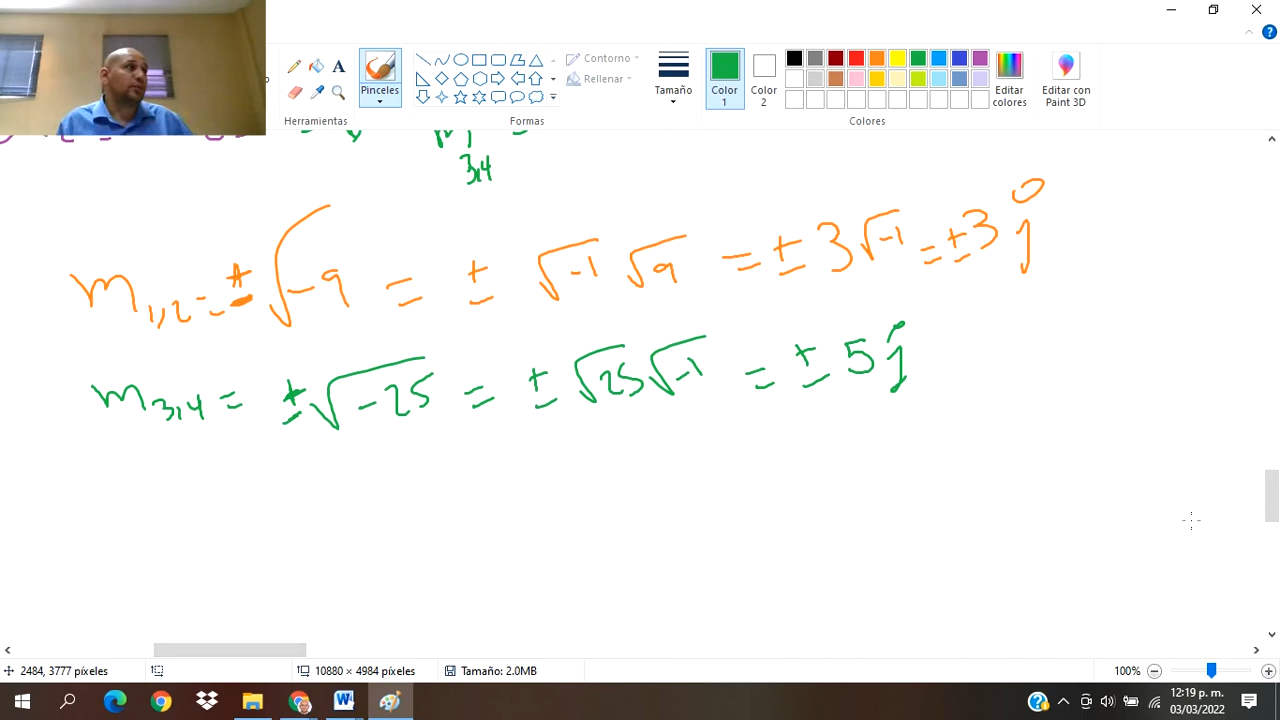 Contorno
Rellenar
Pinceles
Tamaño
Color 1
Color 2
Editar colores
Editar con Paint 3D
Herramientas
Formas
Colores
3,4
m1,2 = ±√-9 = ± √-1 √9 = ± 3√-1 = ±3j
m3,4 = ±√-25 = ± √25 √-1 = ± 5j
2484, 3777 píxeles
10880 × 4984 píxeles
Tamaño: 2.0MB
100%
12:19 p. m.
03/03/2022